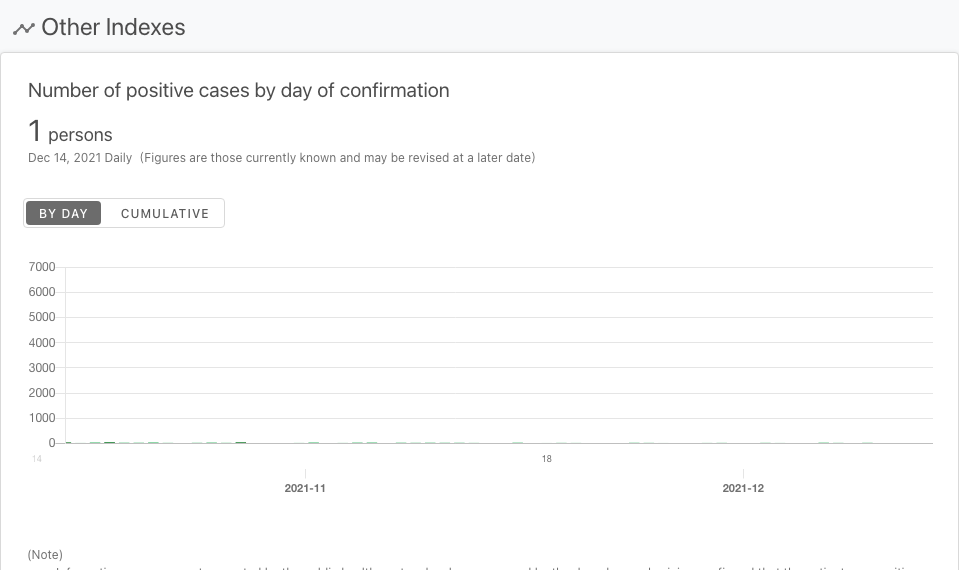 Other Indexes
Number of positive cases by day of confirmation
1 persons
Dec 14, 2021 Daily (Figures are those currently known and may be revised at a later date)
BY DAY CUMULATIVE
7000
6000
5000
4000
3000
2000
1000
0
14 18
2021-11 2021-12
(Note)